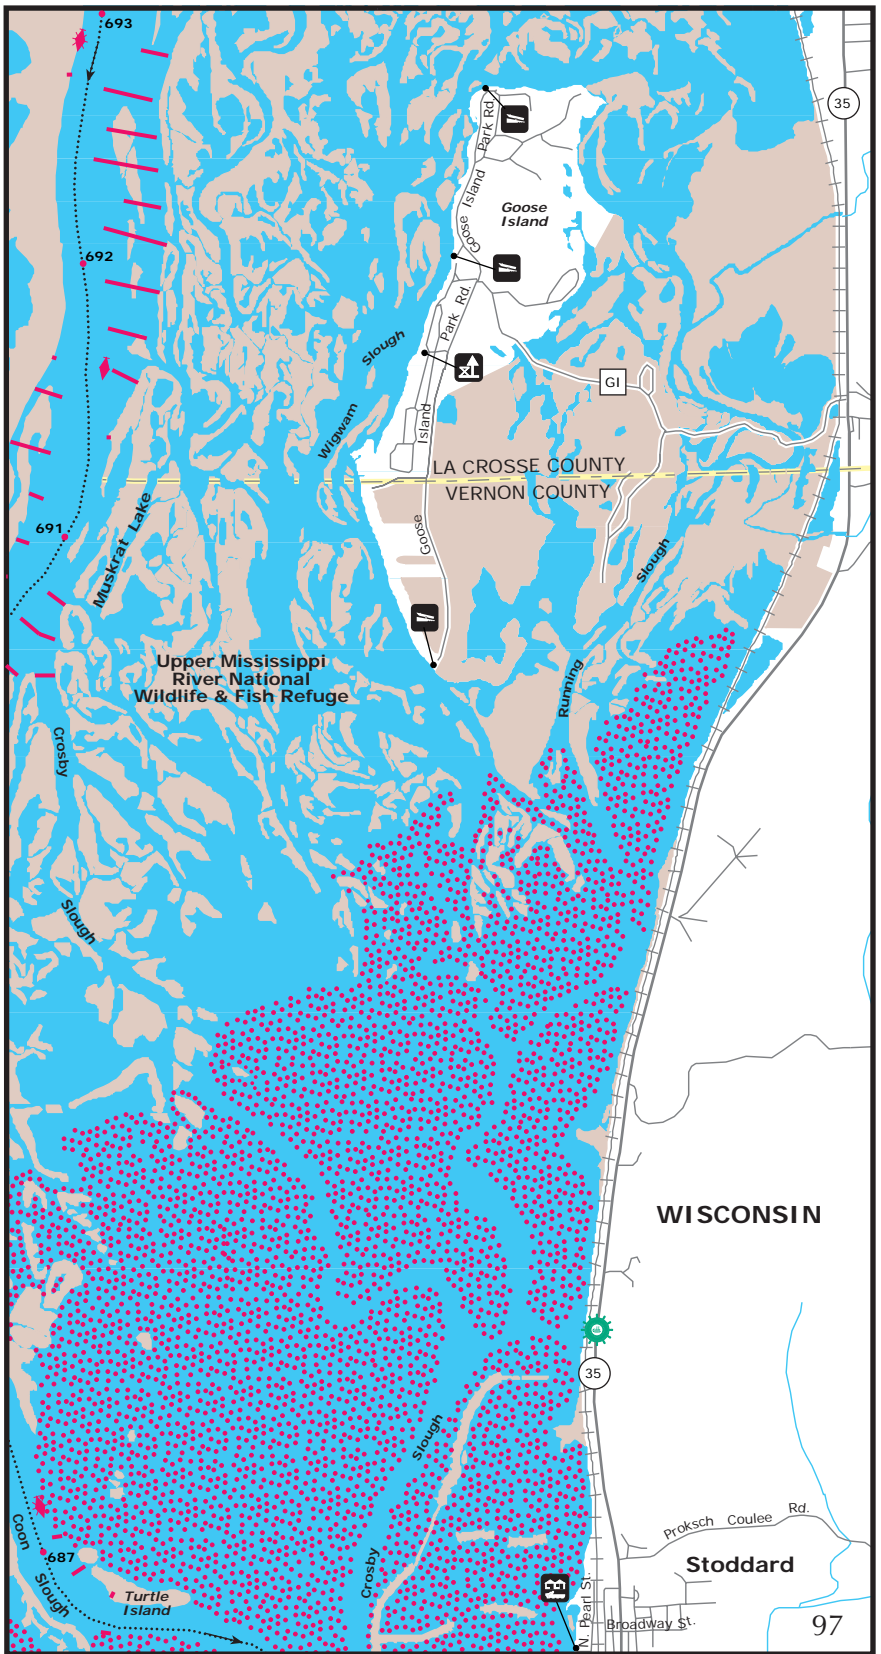 693
35
Park Rd.
Goose Island
Goose
Island
692
Park Rd.
Slough
Wigwam
Island
GI
LA CROSSE COUNTY
VERNON COUNTY
Goose
691
Muskrat Lake
Slough
Running
Upper Mississippi
River National
Wildlife & Fish Refuge
Crosby
Slough
WISCONSIN
35
Slough
Crosby
Coon
Slough
687
Turtle
Island
Proksch Coulee Rd.
Stoddard
N. Pearl St.
Broadway St.
97